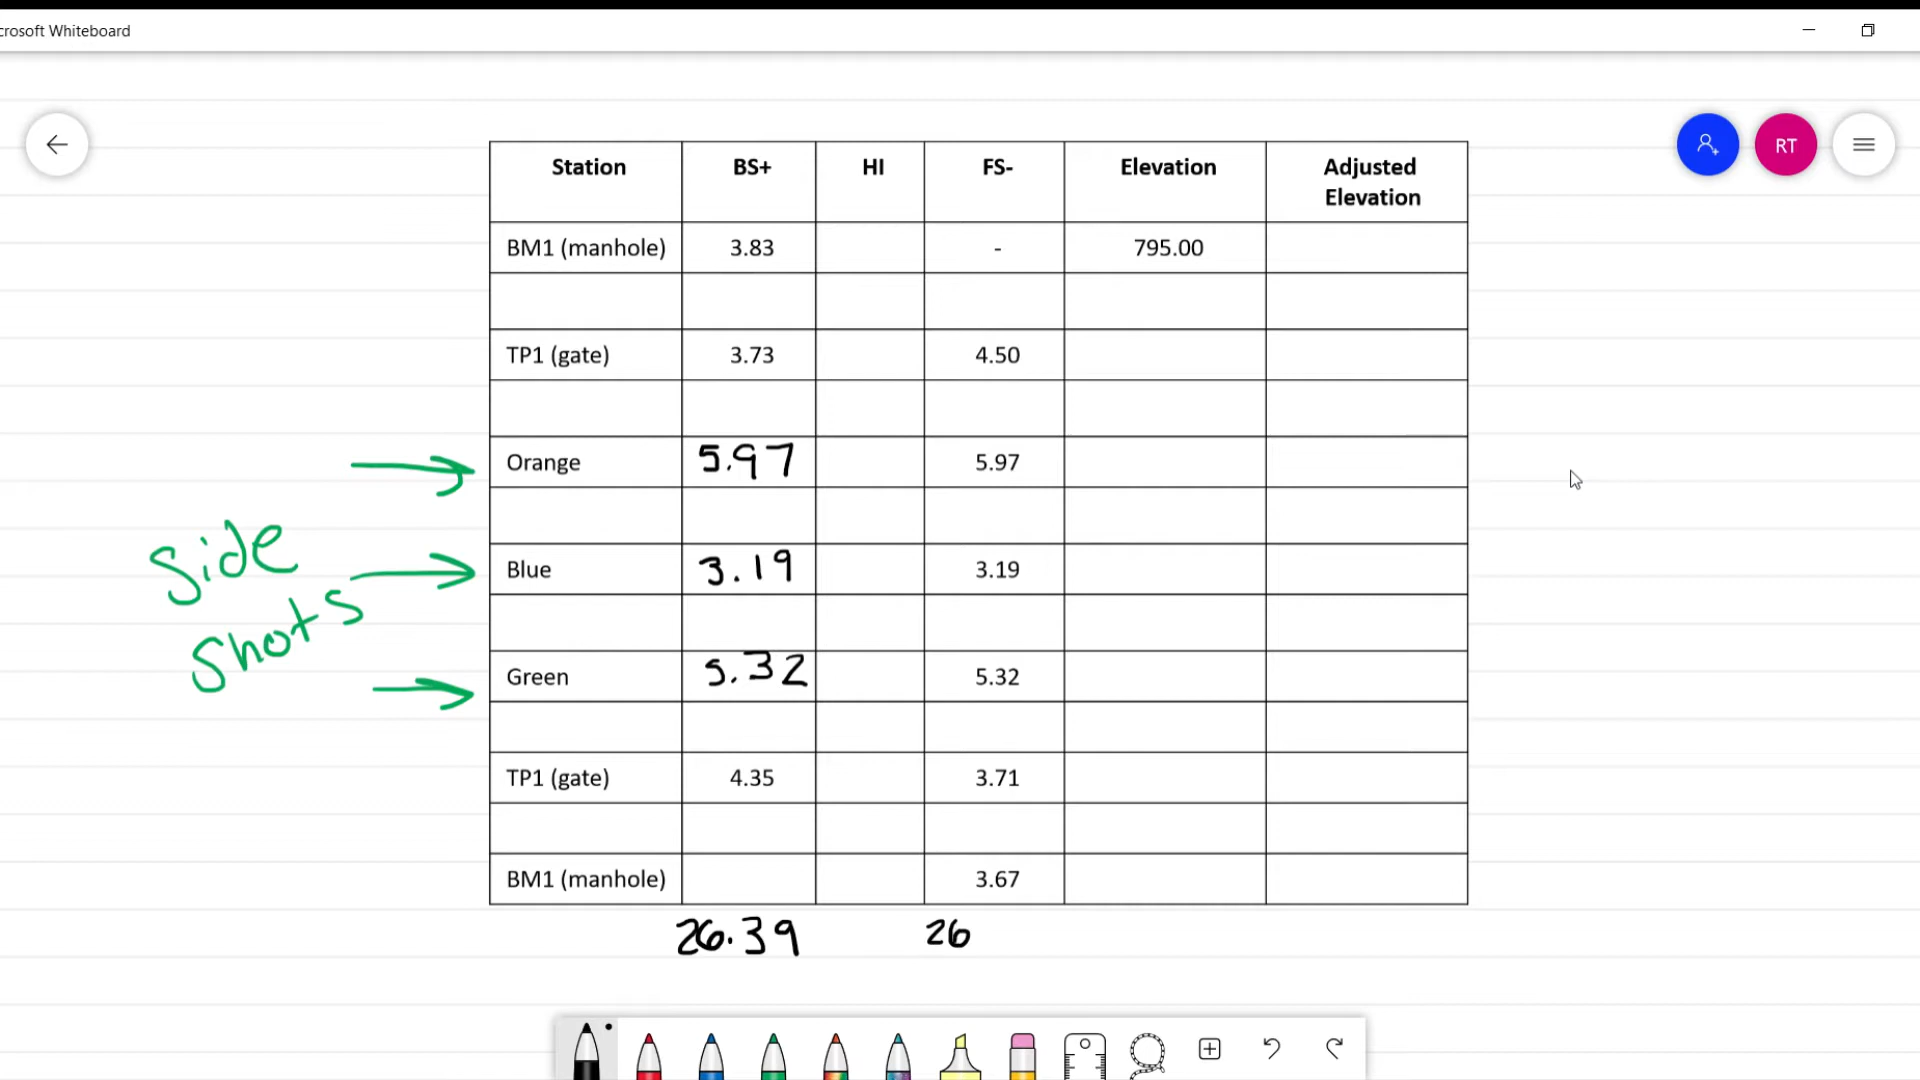 crosoft Whiteboard
RT
Station BS+ HI FS- Elevation Adjusted Elevation
BM1 (manhole) 3.83 - 795.00
TP1 (gate) 3.73 4.50
Orange 5.97 5.97
Side
Blue 3.19 3.19
shots
Green 5.32 5.32
TP1 (gate) 4.35 3.71
BM1 (manhole) 3.67
26.39 26